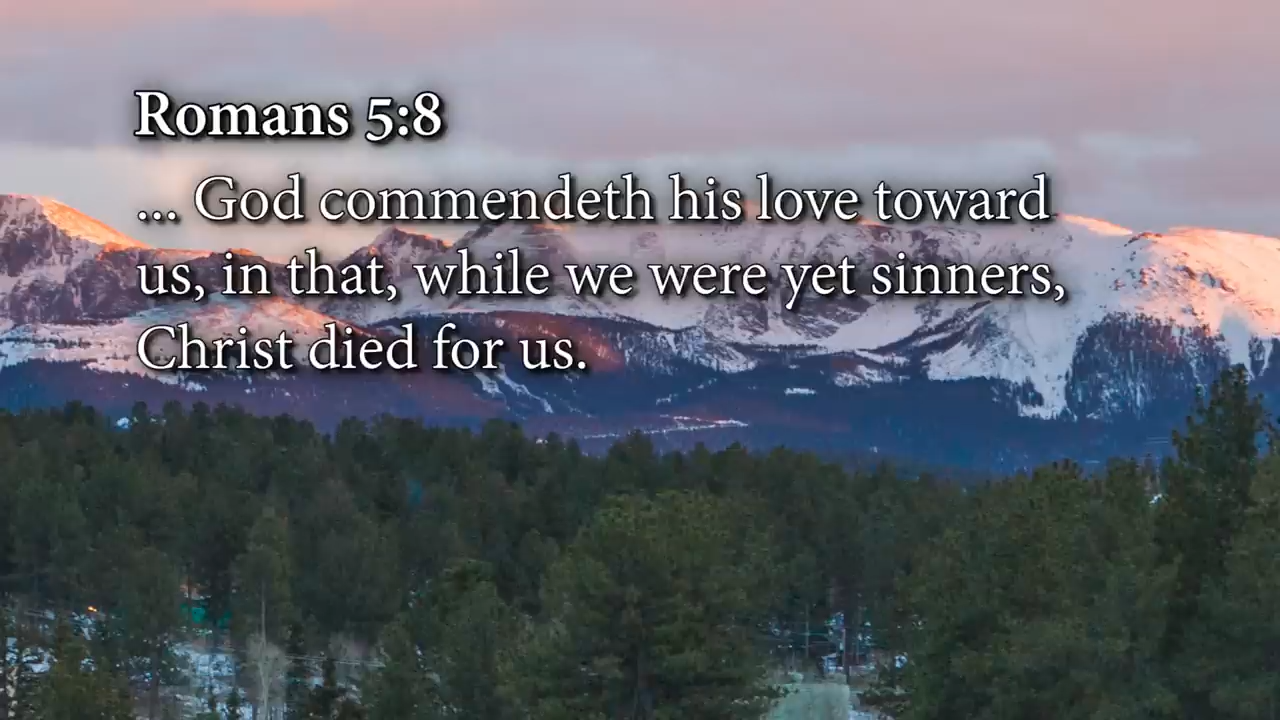 Romans 5:8
... God commendeth his love toward
us, in that, while we were yet sinners,
Christ died for us.